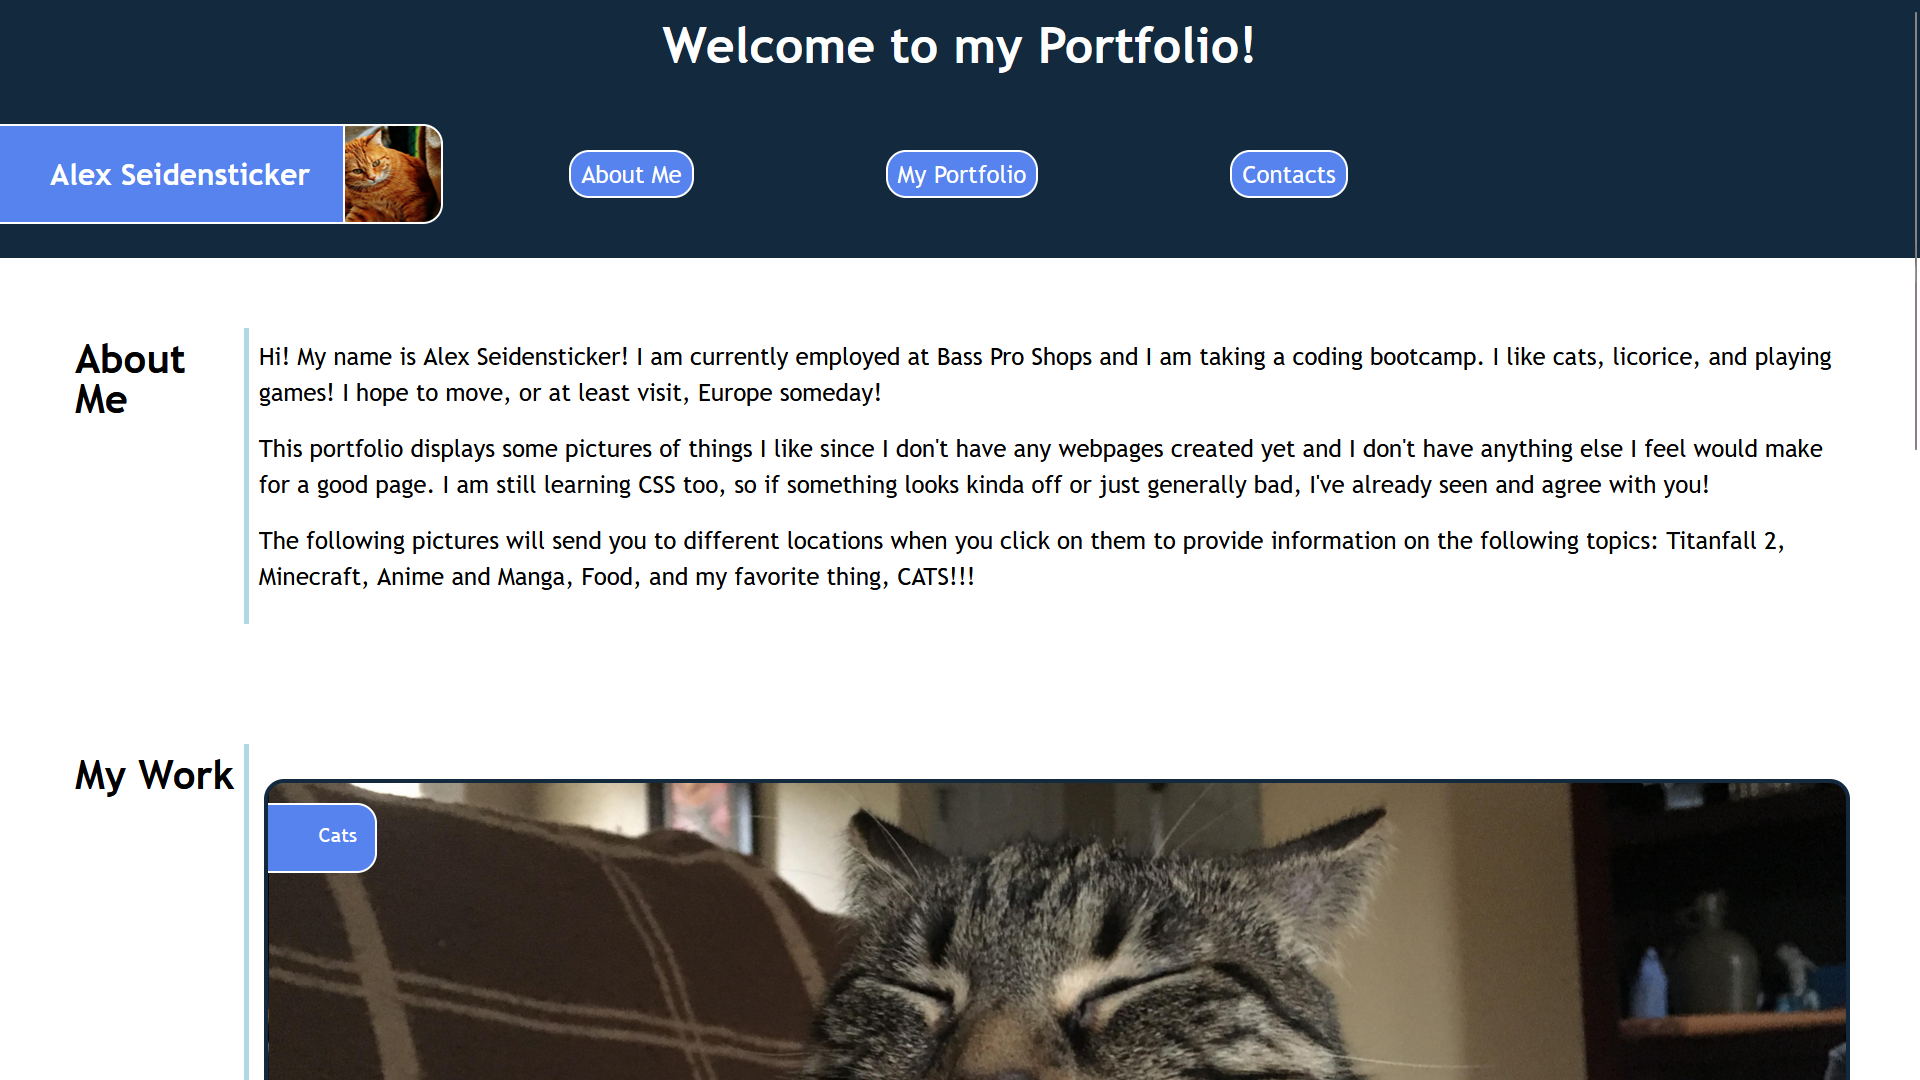 Welcome to my Portfolio!
Alex Seidensticker
About Me
My Portfolio
Contacts
About
Me
Hi! My name is Alex Seidensticker! I am currently employed at Bass Pro Shops and I am taking a coding bootcamp. I like cats, licorice, and playing
games! I hope to move, or at least visit, Europe someday!
This portfolio displays some pictures of things I like since I don't have any webpages created yet and I don't have anything else I feel would make
for a good page. I am still learning CSS too, so if something looks kinda off or just generally bad, I've already seen and agree with you!
The following pictures will send you to different locations when you click on them to provide information on the following topics: Titanfall 2,
Minecraft, Anime and Manga, Food, and my favorite thing, CATS!!!
My Work
Cats